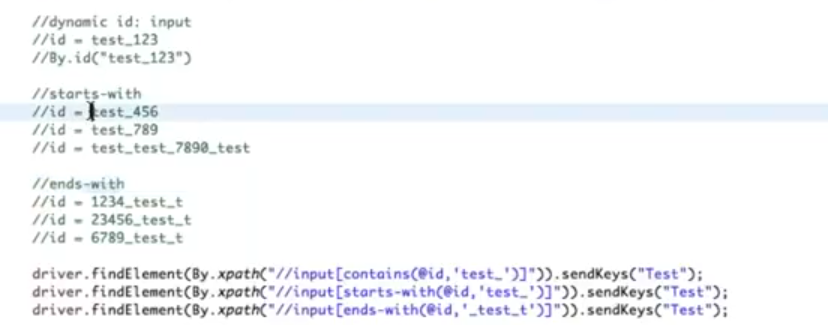 //dynamic id: input
//id = test_123
//By.id("test_123")
//starts-with
//id = test_456
//id = test_789
//id = test_test_7890_test
//ends-with
//id = 1234_test_t
//id = 23456_test_t
//id = 6789_test_t
driver.findElement(By.xpath("//input[contains(@id,'test_')]")).sendKeys("Test");
driver.findElement(By.xpath("//input[starts-with(@id,'test_')]")).sendKeys("Test");
driver.findElement(By.xpath("//input[ends-with(@id,'_test_t')]")).sendKeys("Test");